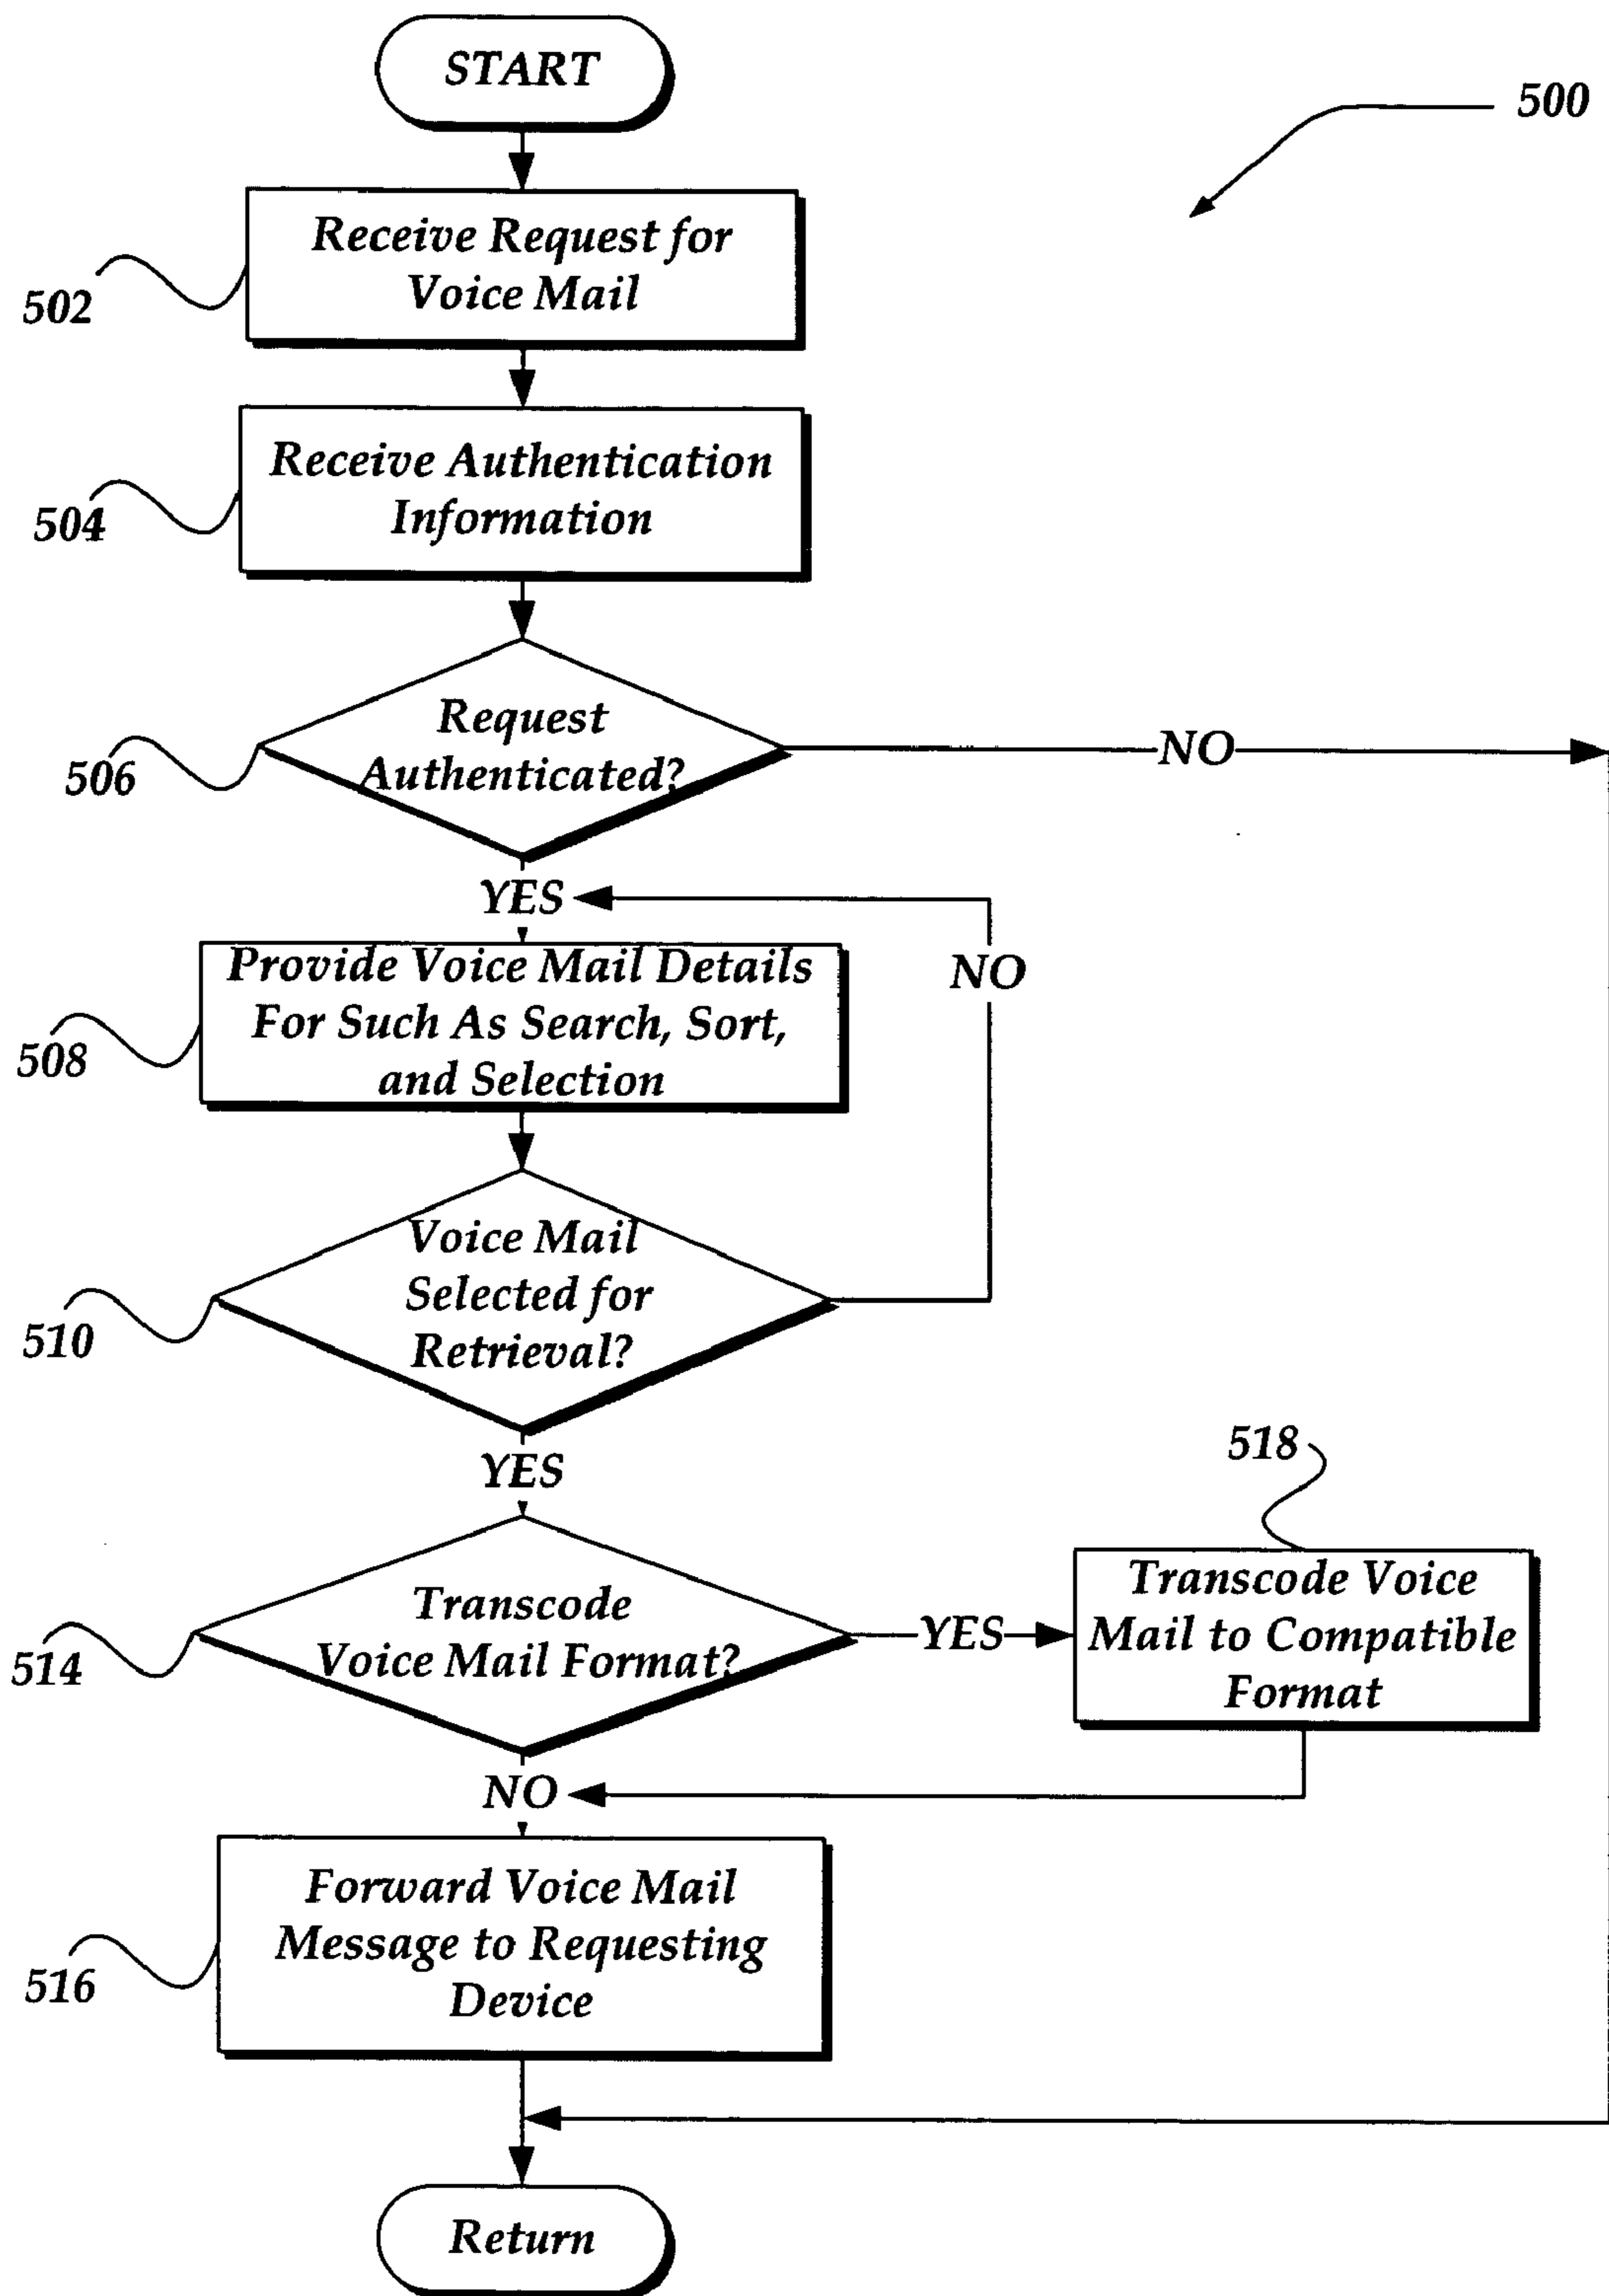 START
500
Receive Request for
Voice Mail
502
Receive Authentication
Information
504
Request
Authenticated?
506
NO
YES
Provide Voice Mail Details
For Such As Search, Sort,
and Selection
508
NO
Voice Mail
Selected for
Retrieval?
510
YES
518
Transcode
Voice Mail Format?
514
YES
Transcode Voice
Mail to Compatible
Format
NO
Forward Voice Mail
Message to Requesting
Device
516
Return